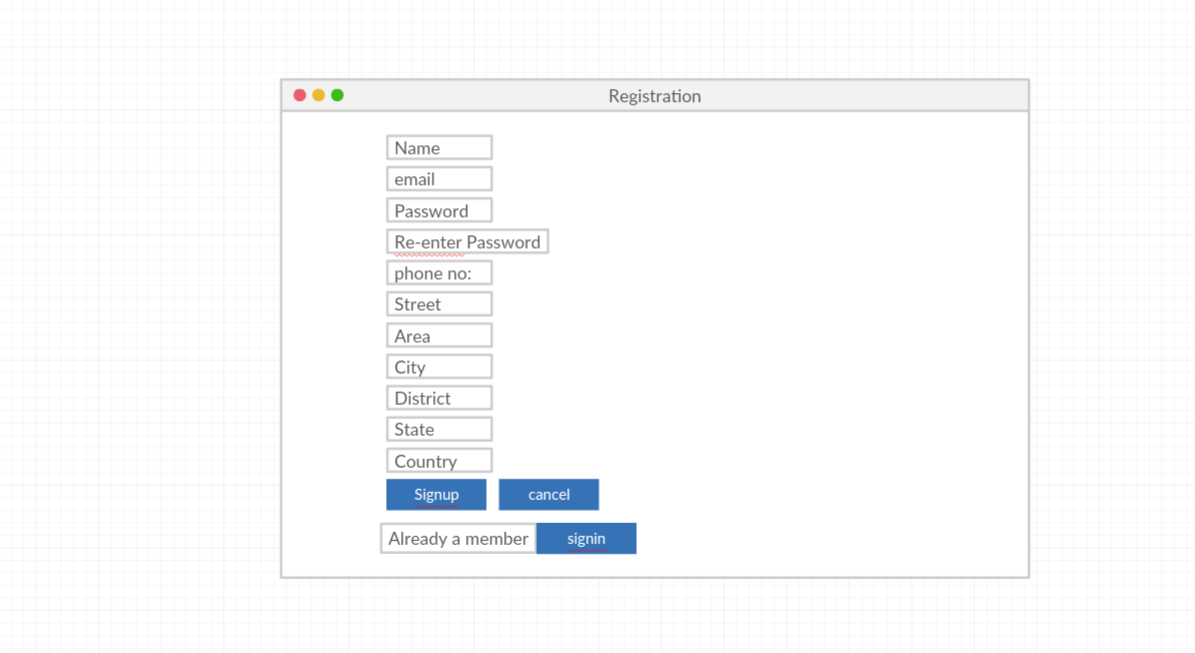 Registration
Name
email
Password
Re-enter Password
phone no:
Street
Area
City
District
State
Country
Signup cancel
Already a member signin